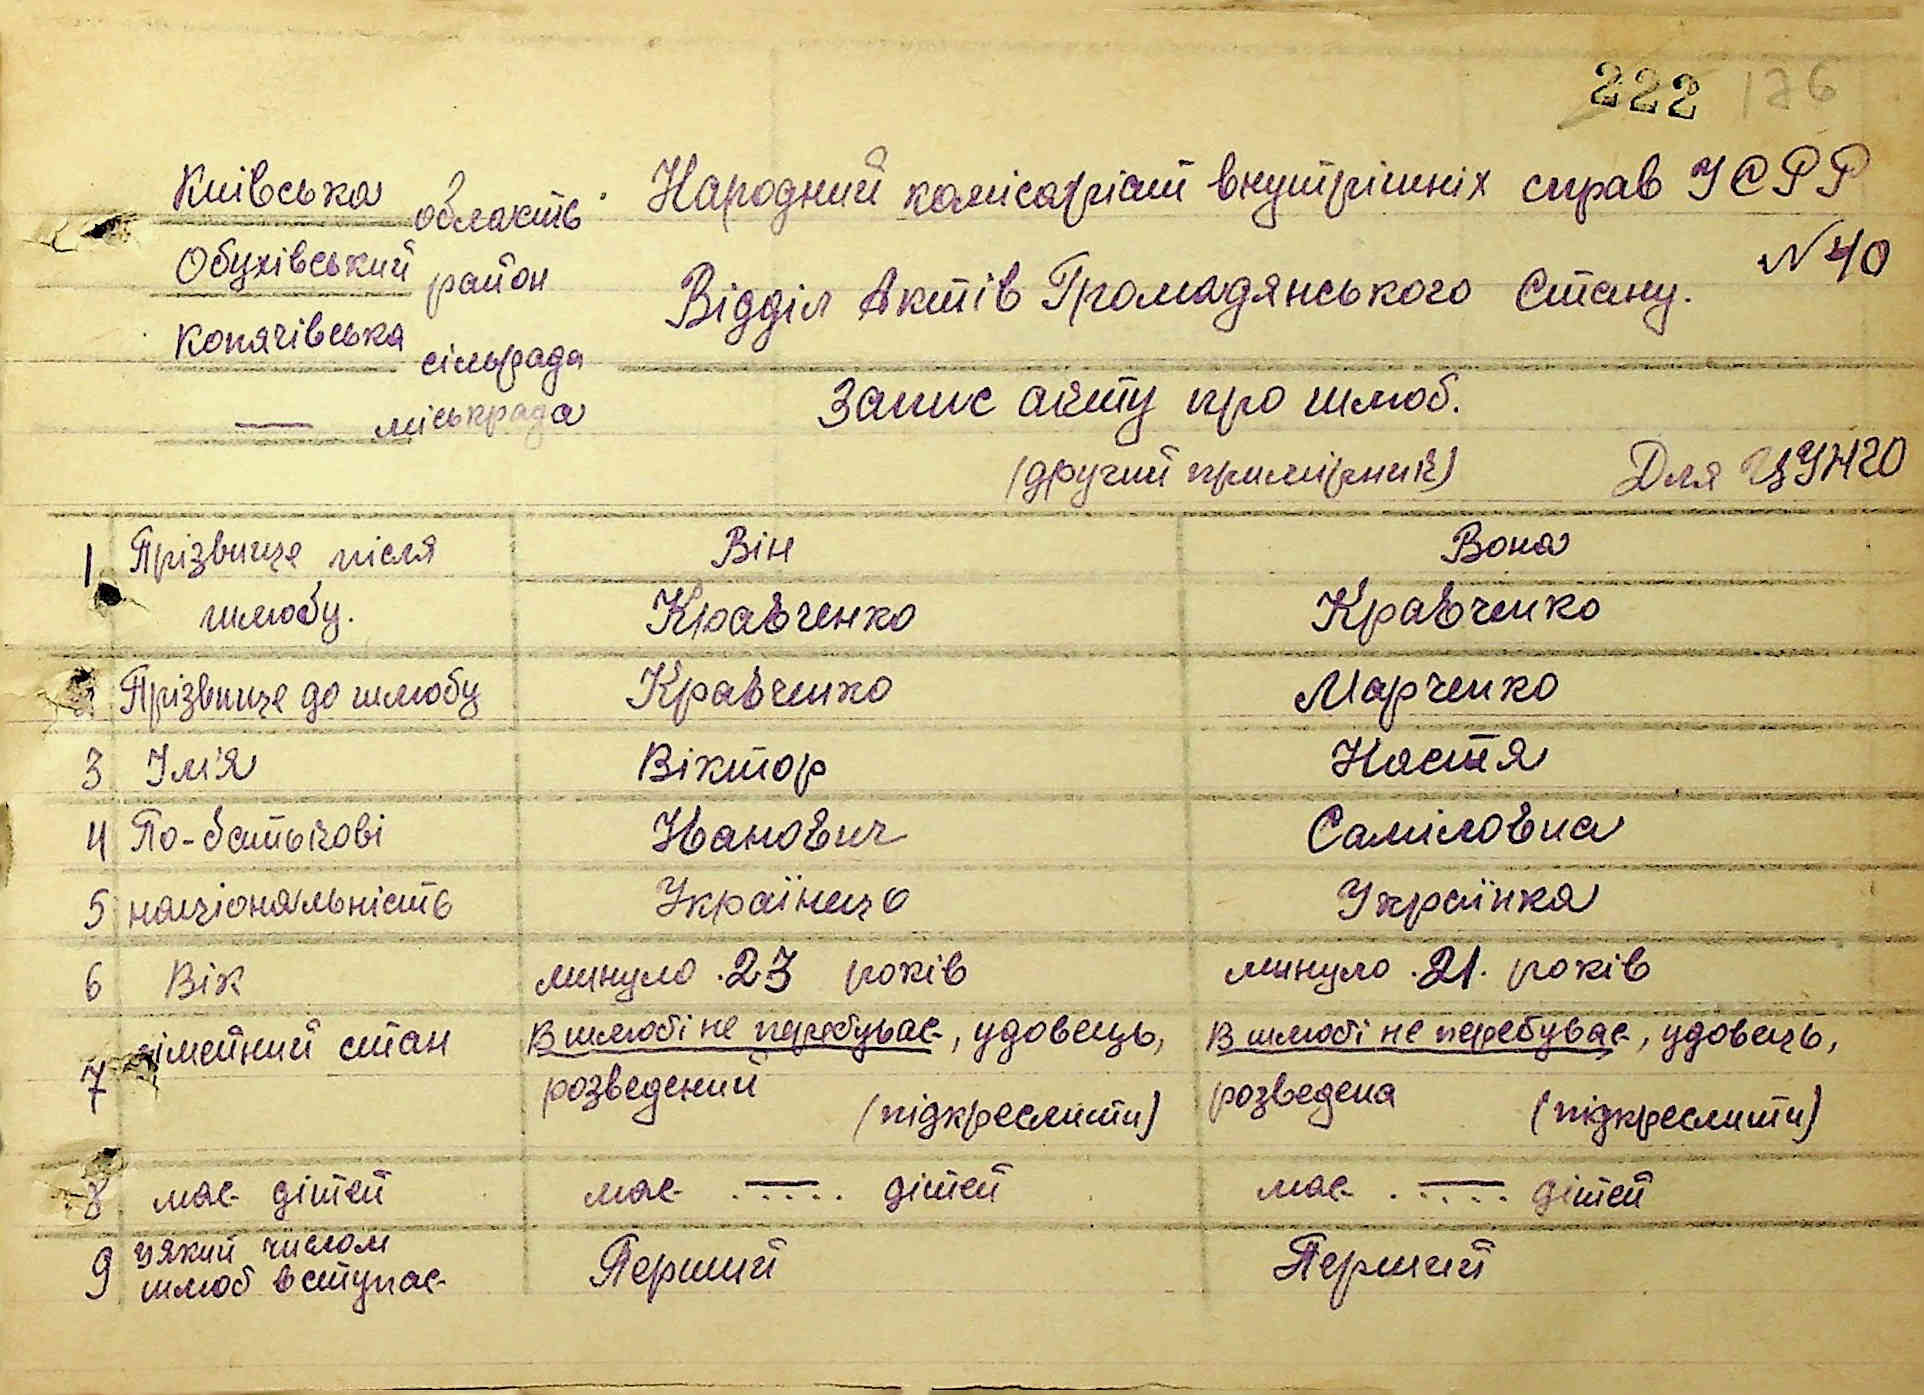 222 176
Київська область
Обухівський район
Копачівська сільрада
— міськрада
Народний комісаріат внутрішніх справ УСРР
№ 40
Відділ Актів Громадянського Стану.
Запис акту про шлюб.
(другий примірник) Для ЦУНГО
1 Прізвище після шлюбу. Він Вона
Кравченко Кравченко
2 Прізвище до шлюбу Кравченко Марченко
3 Ім'я Віктор Настя
4 По-батькові Іванович Саміловна
5 національність Українець Українка
6 Вік минуло .23 років минуло .21. років
7 сімейний стан В шлюбі не перебуває, удовець, В шлюбі не перебуває, удовець,
розведений розведена
(підкреслити) (підкреслити)
8 має дітей має — дітей має — дітей
9 у який числом Перший Перший
шлюб вступає